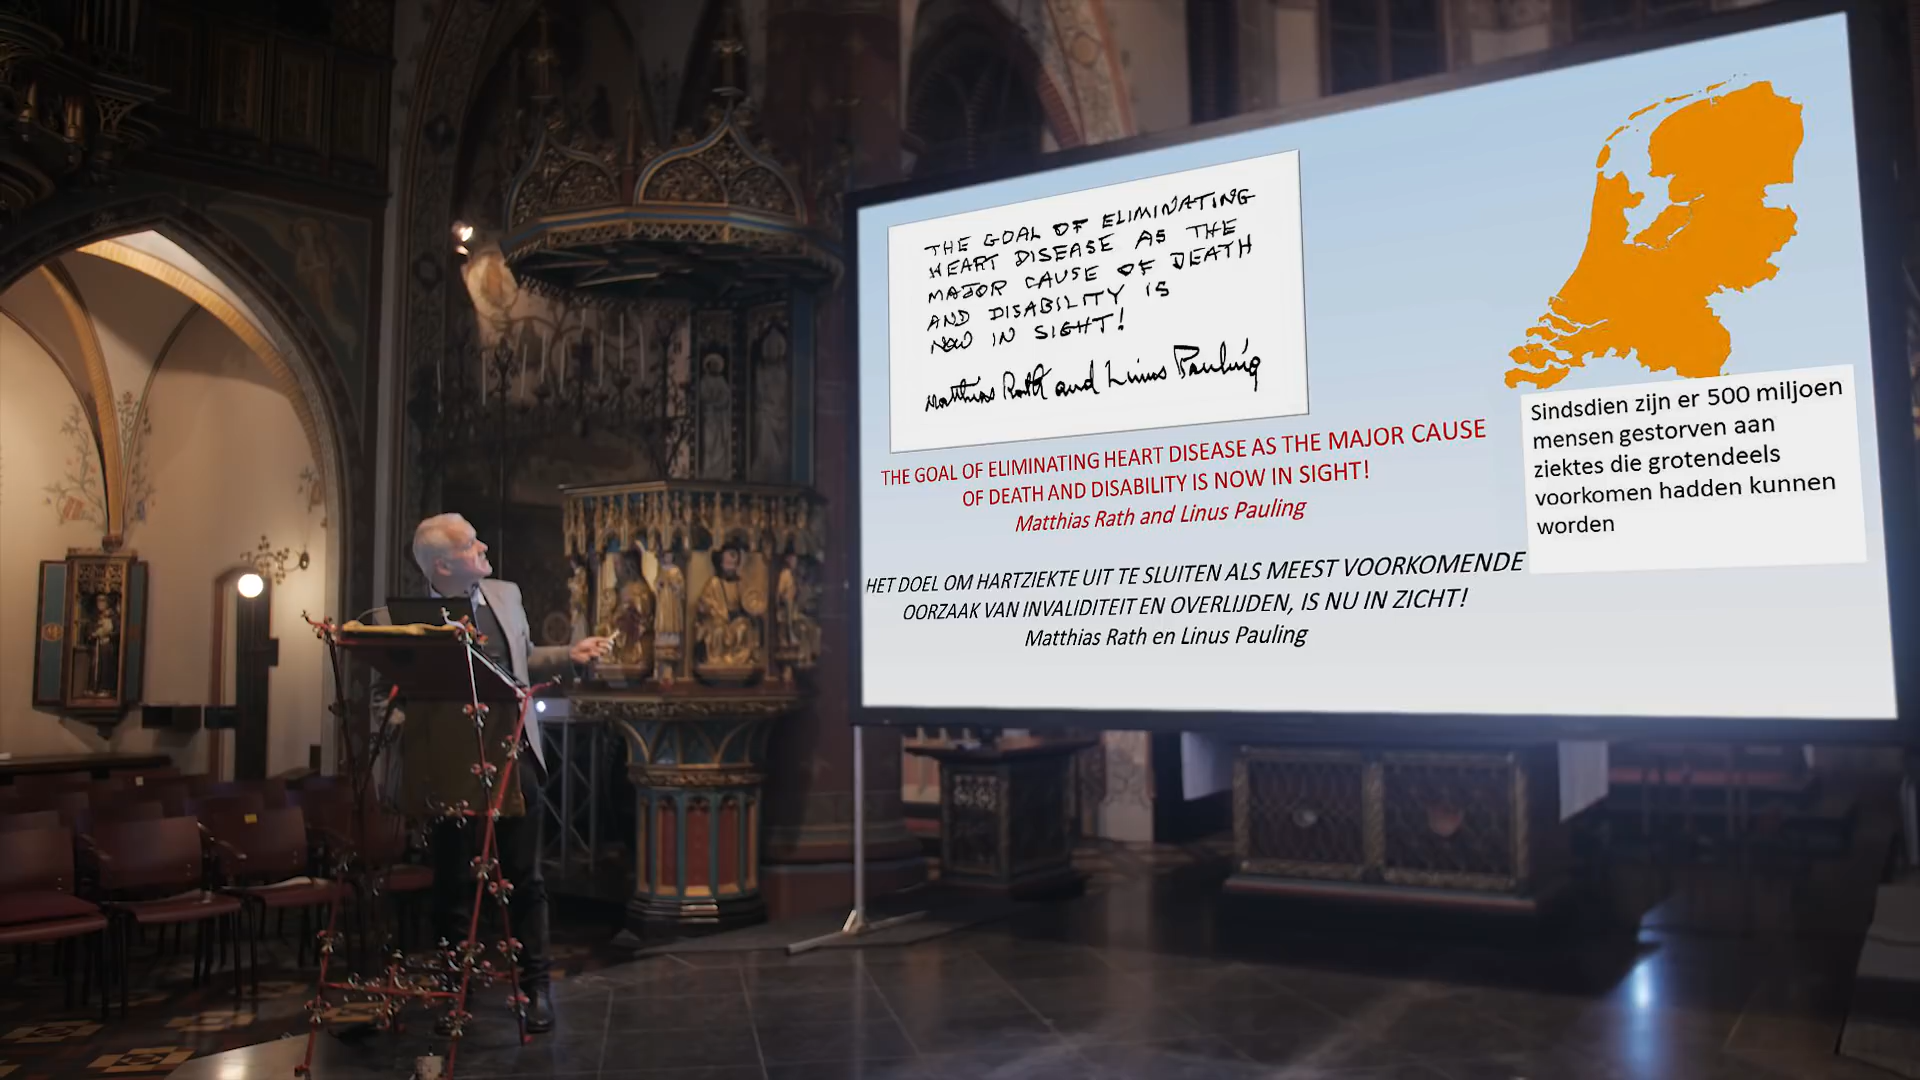 THE GOAL OF ELIMINATING
HEART DISEASE AS THE
MAJOR CAUSE OF DEATH
AND DISABILITY IS
NOW IN SIGHT!
Matthias Rath and Linus Pauling
THE GOAL OF ELIMINATING HEART DISEASE AS THE MAJOR CAUSE
OF DEATH AND DISABILITY IS NOW IN SIGHT!
Matthias Rath and Linus Pauling
HET DOEL OM HARTZIEKTE UIT TE SLUITEN ALS MEEST VOORKOMENDE
OORZAAK VAN INVALIDITEIT EN OVERLIJDEN, IS NU IN ZICHT!
Matthias Rath en Linus Pauling
Sindsdien zijn er 500 miljoen
mensen gestorven aan
ziektes die grotendeels
voorkomen hadden kunnen
worden